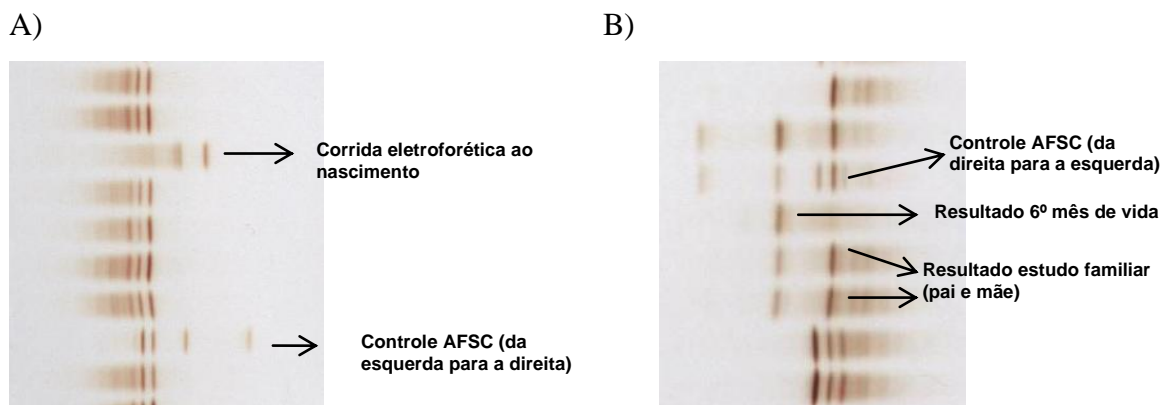 A)
B)
Corrida eletroforética ao
nascimento
Controle AFSC (da
esquerda para a direita)
Controle AFSC (da
direita para a esquerda)
Resultado 6º mês de vida
Resultado estudo familiar
(pai e mãe)